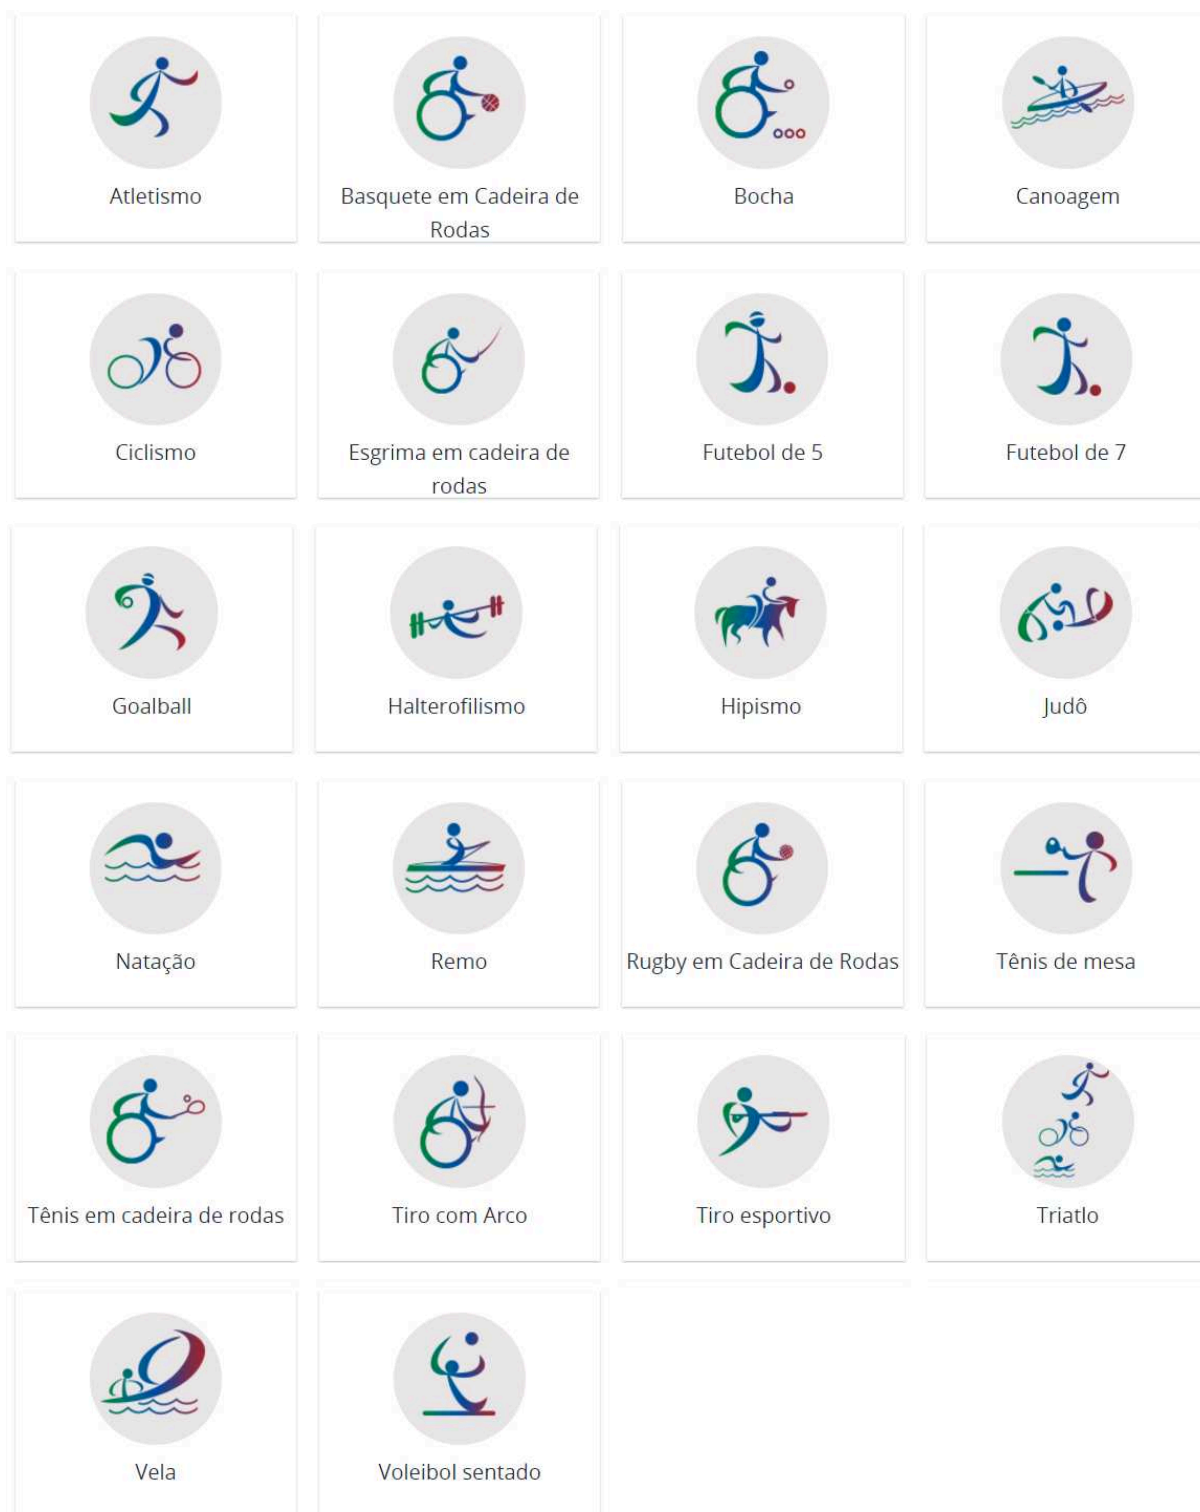 Atletismo
Basquete em Cadeira de
Rodas
Bocha
Canoagem
Ciclismo
Esgrima em cadeira de
rodas
Futebol de 5
Futebol de 7
Goalball
Halterofilismo
Hipismo
Judô
Natação
Remo
Rugby em Cadeira de Rodas
Tênis de mesa
Tênis em cadeira de rodas
Tiro com Arco
Tiro esportivo
Triatlo
Vela
Voleibol sentado